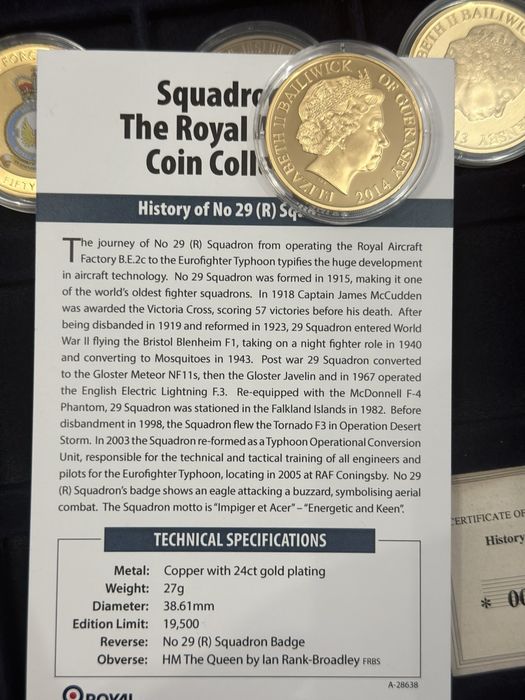 Squadro
The Royal
Coin Coll
ELIZABETH II BAILIWICK OF GUERNSEY 2014
History of No 29 (R) Squ
The journey of No 29 (R) Squadron from operating the Royal Aircraft
Factory B.E.2c to the Eurofighter Typhoon typifies the huge development
in aircraft technology. No 29 Squadron was formed in 1915, making it one
of the world's oldest fighter squadrons. In 1918 Captain James McCudden
was awarded the Victoria Cross, scoring 57 victories before his death. After
being disbanded in 1919 and reformed in 1923, 29 Squadron entered World
War II flying the Bristol Blenheim F1, taking on a night fighter role in 1940
and converting to Mosquitoes in 1943. Post war 29 Squadron converted
to the Gloster Meteor NF11s, then the Gloster Javelin and in 1967 operated
the English Electric Lightning F.3. Re-equipped with the McDonnell F-4
Phantom, 29 Squadron was stationed in the Falkland Islands in 1982. Before
disbandment in 1998, the Squadron flew the Tornado F3 in Operation Desert
Storm. In 2003 the Squadron re-formed as a Typhoon Operational Conversion
Unit, responsible for the technical and tactical training of all engineers and
pilots for the Eurofighter Typhoon, locating in 2005 at RAF Coningsby. No 29
(R) Squadron's badge shows an eagle attacking a buzzard, symbolising aerial
combat. The Squadron motto is "Impiger et Acer" – "Energetic and Keen".
TECHNICAL SPECIFICATIONS
Metal: Copper with 24ct gold plating
Weight: 27g
Diameter: 38.61mm
Edition Limit: 19,500
Reverse: No 29 (R) Squadron Badge
Obverse: HM The Queen by Ian Rank-Broadley FRBS
A-28638
ROYAL
CERTIFICATE OF
History
* 00
FIFTY
BETH II BAILIW